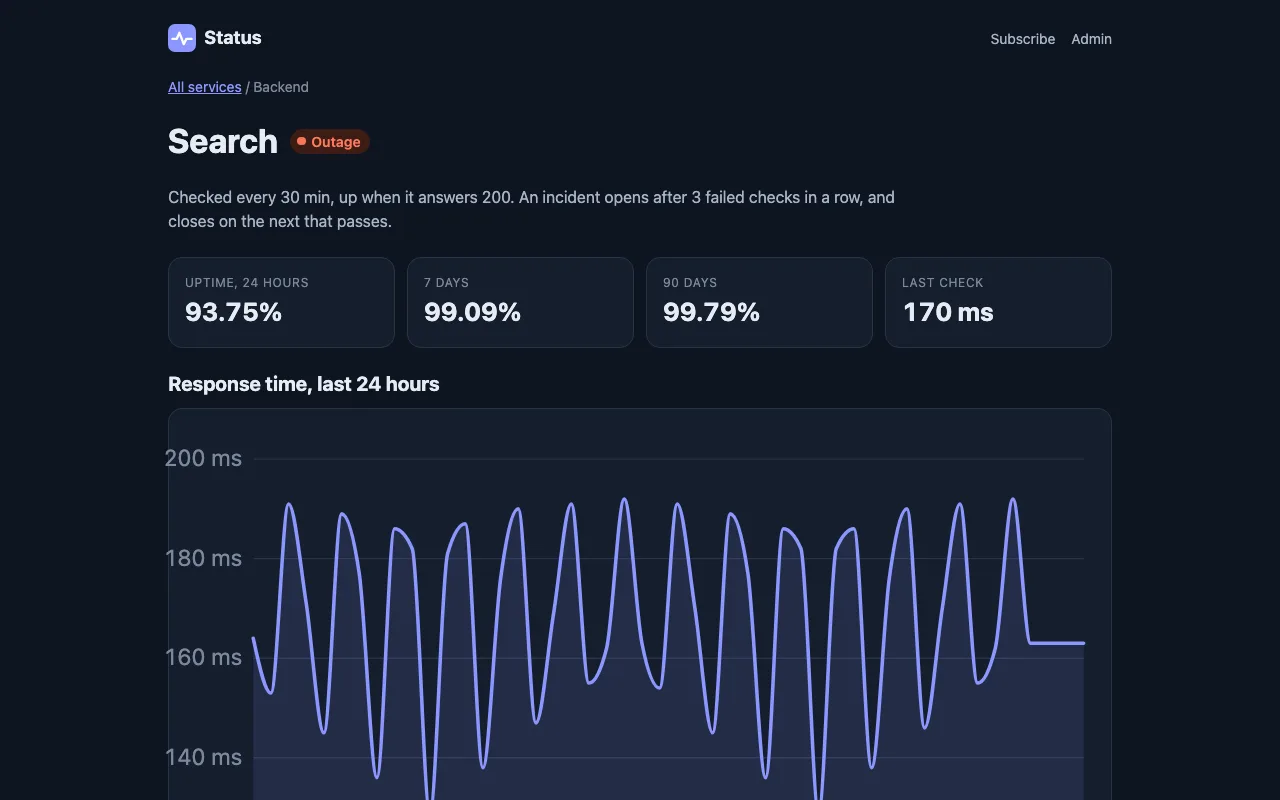 Status
Subscribe Admin
All services / Backend
Search Outage
Checked every 30 min, up when it answers 200. An incident opens after 3 failed checks in a row, and
closes on the next that passes.
UPTIME, 24 HOURS
93.75%
7 DAYS
99.09%
90 DAYS
99.79%
LAST CHECK
170 ms
Response time, last 24 hours
200 ms
180 ms
160 ms
140 ms